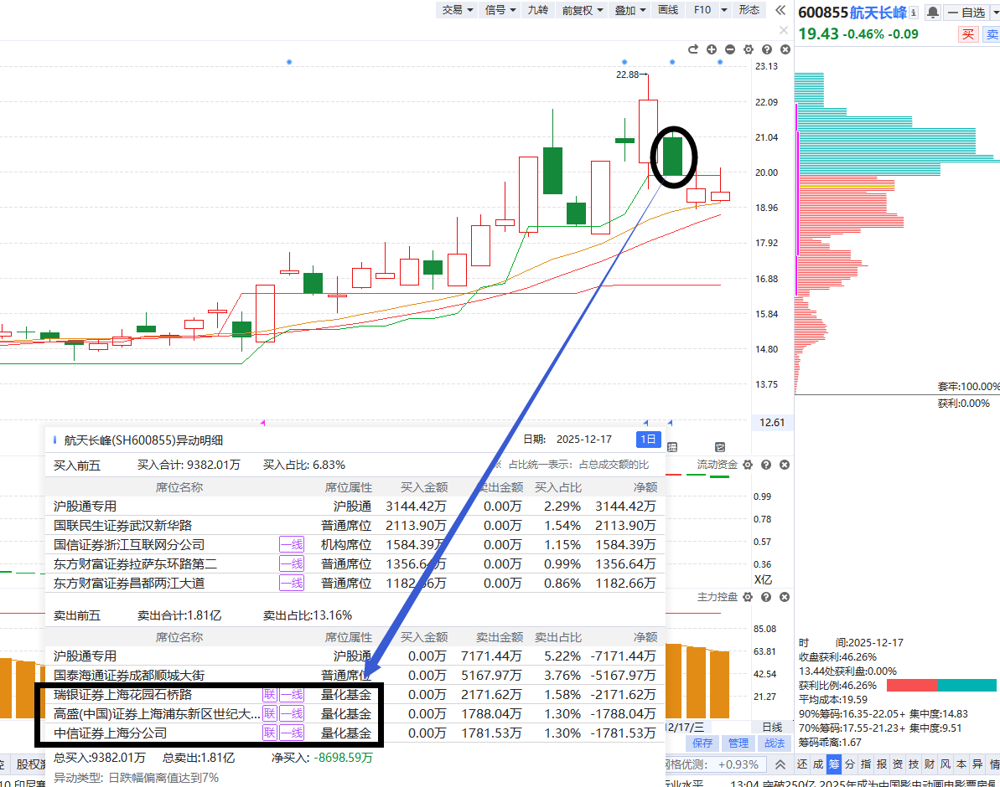 交易 信号 九转 前复权 叠加 画线 F10 形态
600855航天长峰 自选
19.43 -0.46% -0.09 买 卖
23.13
22.88
22.09
21.04
20.00
18.96
17.92
16.88
15.84
14.80
13.75
12.61
套牢:100.00%
获利:0.00%
航天长峰(SH600855)异动明细 日期: 2025-12-17 1日
买入前五 买入合计: 9382.01万 买入占比: 6.83% ※ 占比统一表示: 占总成交额的比
席位名称 席位属性 买入金额 卖出金额 买入占比 净额
沪股通专用 沪股通 3144.42万 0.00万 2.29% 3144.42万
国联民生证券武汉新华路 普通席位 2113.90万 0.00万 1.54% 2113.90万
国信证券浙江互联网分公司 一线 机构席位 1584.39万 0.00万 1.15% 1584.39万
东方财富证券拉萨东环路第二 一线 普通席位 1356.64万 0.00万 0.99% 1356.64万
东方财富证券昌都两江大道 一线 普通席位 1182.66万 0.00万 0.86% 1182.66万
卖出前五 卖出合计:1.81亿 卖出占比:13.16%
席位名称 席位属性 买入金额 卖出金额 卖出占比 净额
沪股通专用 沪股通 0.00万 7171.44万 5.22% -7171.44万
国泰海通证券成都顺城大街 普通席位 0.00万 5167.97万 3.76% -5167.97万
瑞银证券上海花园石桥路 联 一线 量化基金 0.00万 2171.62万 1.58% -2171.62万
高盛(中国)证券上海浦东新区世纪大... 联 一线 量化基金 0.00万 1788.04万 1.30% -1788.04万
中信证券上海分公司 联 一线 量化基金 0.00万 1781.53万 1.30% -1781.53万
总买入:9382.01万 总卖出:1.81亿 净买入: -8698.59万
异动类型: 日跌幅偏离值达到7%
流动资金
0.99
0.78
0.57
0.36
X亿
主力控盘
85.08
63.81
42.54
21.27
12/17/三 日线
保存 管理 战法
网格优测: +0.93%
时 间:2025-12-17
收盘获利:46.26%
13.44处获利盘:0.00%
获利比例:46.26%
平均成本:19.59
90%筹码:16.35-22.05+ 集中度:14.83
70%筹码:17.55-21.23+ 集中度:9.51
筹码乖离:1.67
还 成 筹 分 指 报 资 技 财 风 本 异 情
股权激
10 印尼寨
行业水平 13:04 突破250亿 2025年成为中国影史动画电影票房最